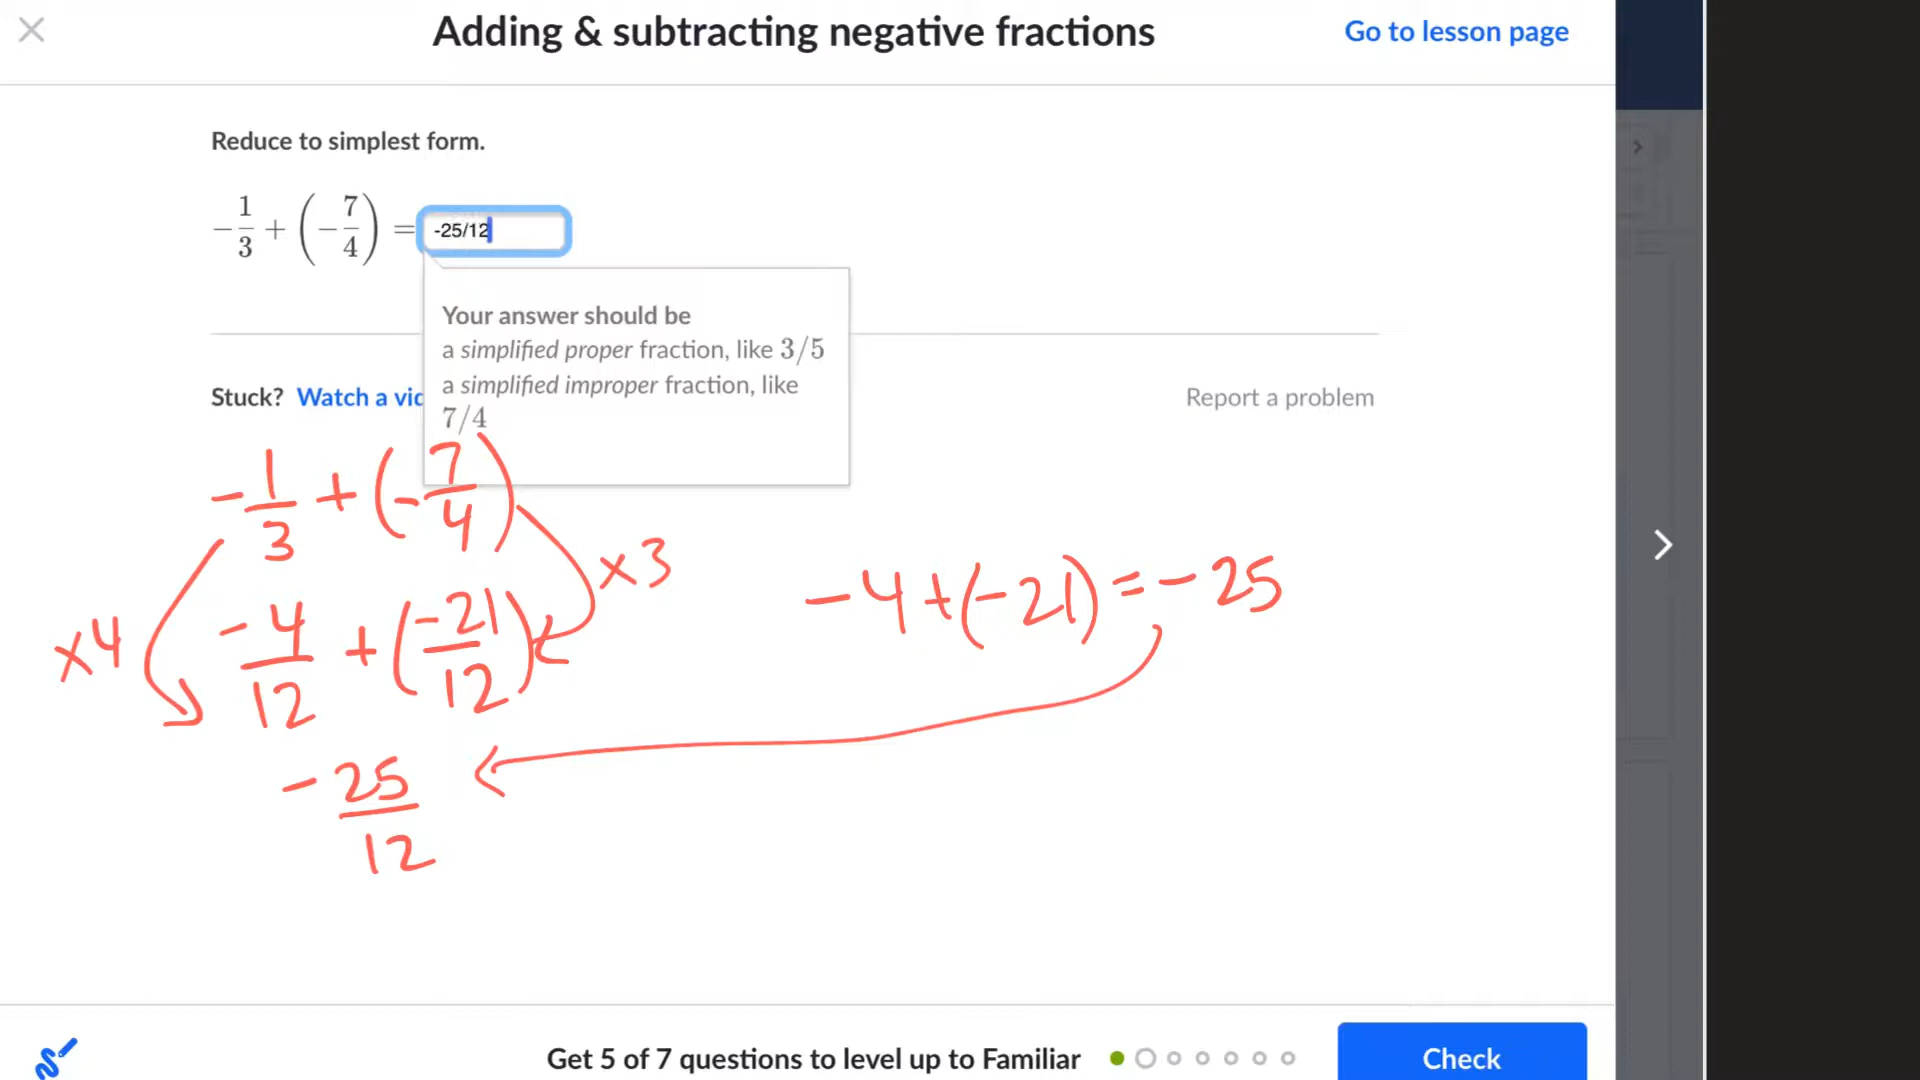 Adding & subtracting negative fractions
Go to lesson page
Reduce to simplest form.
-1/3 + (-7/4) = -25/12
Your answer should be
a simplified proper fraction, like 3/5
a simplified improper fraction, like
7/4
Stuck? Watch a vid
Report a problem
-1/3 + (-7/4)
x3
-4 + (-21) = -25
x4
-4/12 + (-21/12)
-25/12
Get 5 of 7 questions to level up to Familiar
Check